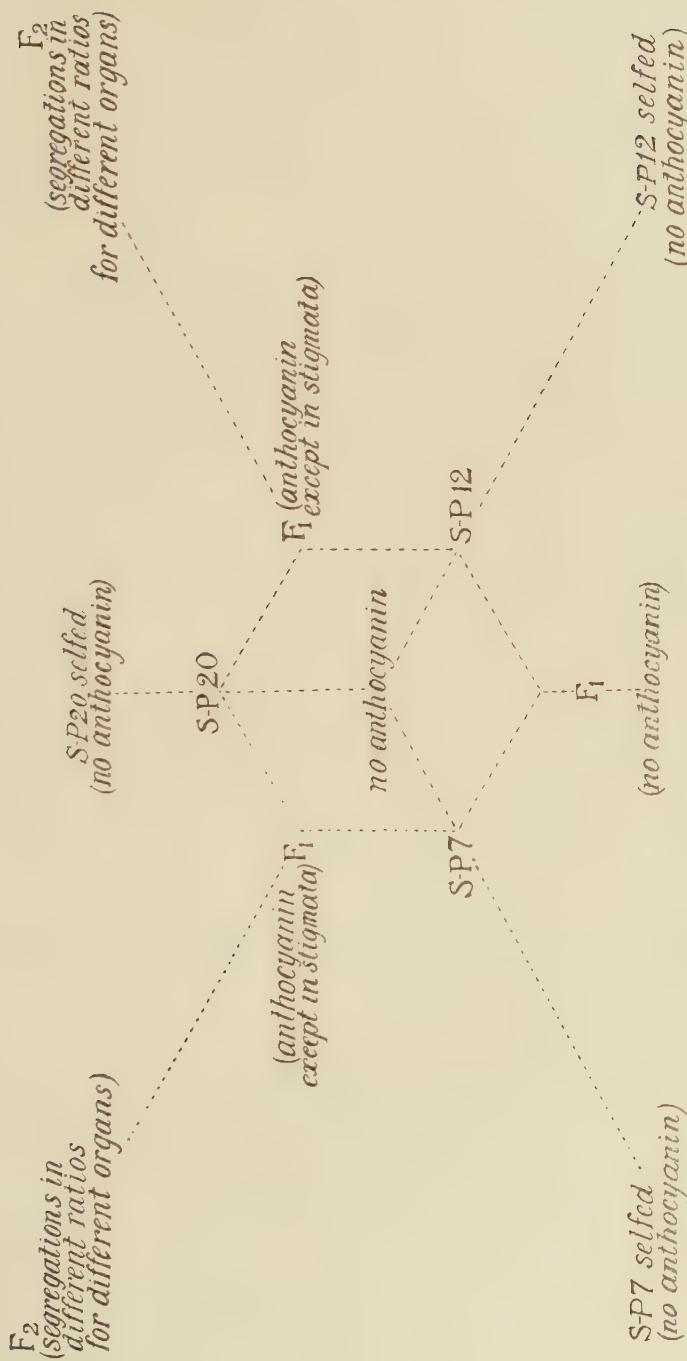 F₂
(segregations in
different ratios
for different organs)
S-P20 selfed
(no anthocyanin)
F₂
(segregations in
different ratios
for different organs)
S-P20
(anthocyanin
except in stigmata)
F₁
F₁ (anthocyanin
except in stigmata)
no anthocyanin
S-P.7
S-P12
F₁
(no anthocyanin)
S-P7 selfed
(no anthocyanin)
S-P12 selfed
(no anthocyanin)